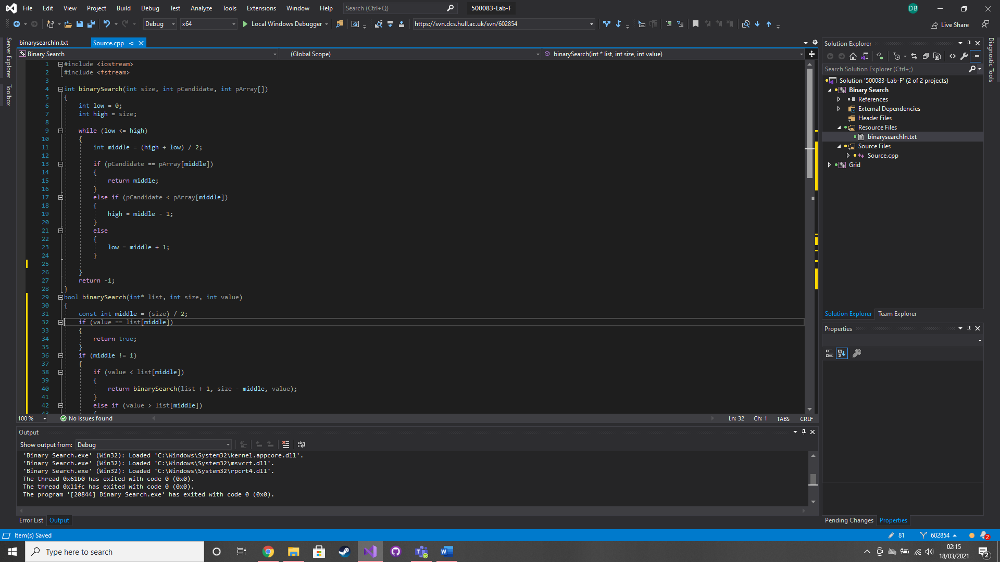 File Edit View Project Build Debug Test Analyze Tools Extensions Window Help Search (Ctrl+Q) 500083-Lab-F DB
Debug x64 Local Windows Debugger https://svn.dcs.hull.ac.uk/svn/602854 Live Share
Server Explorer
Toolbox
binarysearchIn.txt Source.cpp
Binary Search (Global Scope) binarySearch(int * list, int size, int value)
1 #include <iostream>
2 #include <fstream>
3
4 int binarySearch(int size, int pCandidate, int pArray[])
5 {
6 int low = 0;
7 int high = size;
8
9 while (low <= high)
10 {
11 int middle = (high + low) / 2;
12
13 if (pCandidate == pArray[middle])
14 {
15 return middle;
16 }
17 else if (pCandidate < pArray[middle])
18 {
19 high = middle - 1;
20 }
21 else
22 {
23 low = middle + 1;
24 }
25
26 }
27 return -1;
28 }
29 bool binarySearch(int* list, int size, int value)
30 {
31 const int middle = (size) / 2;
32 if (value == list[middle])
33 {
34 return true;
35 }
36 if (middle != 1)
37 {
38 if (value < list[middle])
39 {
40 return binarySearch(list + 1, size - middle, value);
41 }
42 else if (value > list[middle])
43 {
100 % No issues found Ln: 32 Ch: 1 TABS CRLF
Output
Show output from: Debug
'Binary Search.exe' (Win32): Loaded 'C:\Windows\System32\kernel.appcore.dll'.
'Binary Search.exe' (Win32): Loaded 'C:\Windows\System32\msvcrt.dll'.
'Binary Search.exe' (Win32): Loaded 'C:\Windows\System32\rpcrt4.dll'.
The thread 0x61b0 has exited with code 0 (0x0).
The thread 0x11fc has exited with code 0 (0x0).
The program '[20844] Binary Search.exe' has exited with code 0 (0x0).
Error List Output
Solution Explorer
Search Solution Explorer (Ctrl+;)
Solution '500083-Lab-F' (2 of 2 projects)
Binary Search
References
External Dependencies
Header Files
Resource Files
binarysearchIn.txt
Source Files
Source.cpp
Grid
Solution Explorer Team Explorer
Properties
Pending Changes Properties
Diagnostic Tools
Item(s) Saved 81 602854 2
Type here to search
02:15
18/03/2021
2